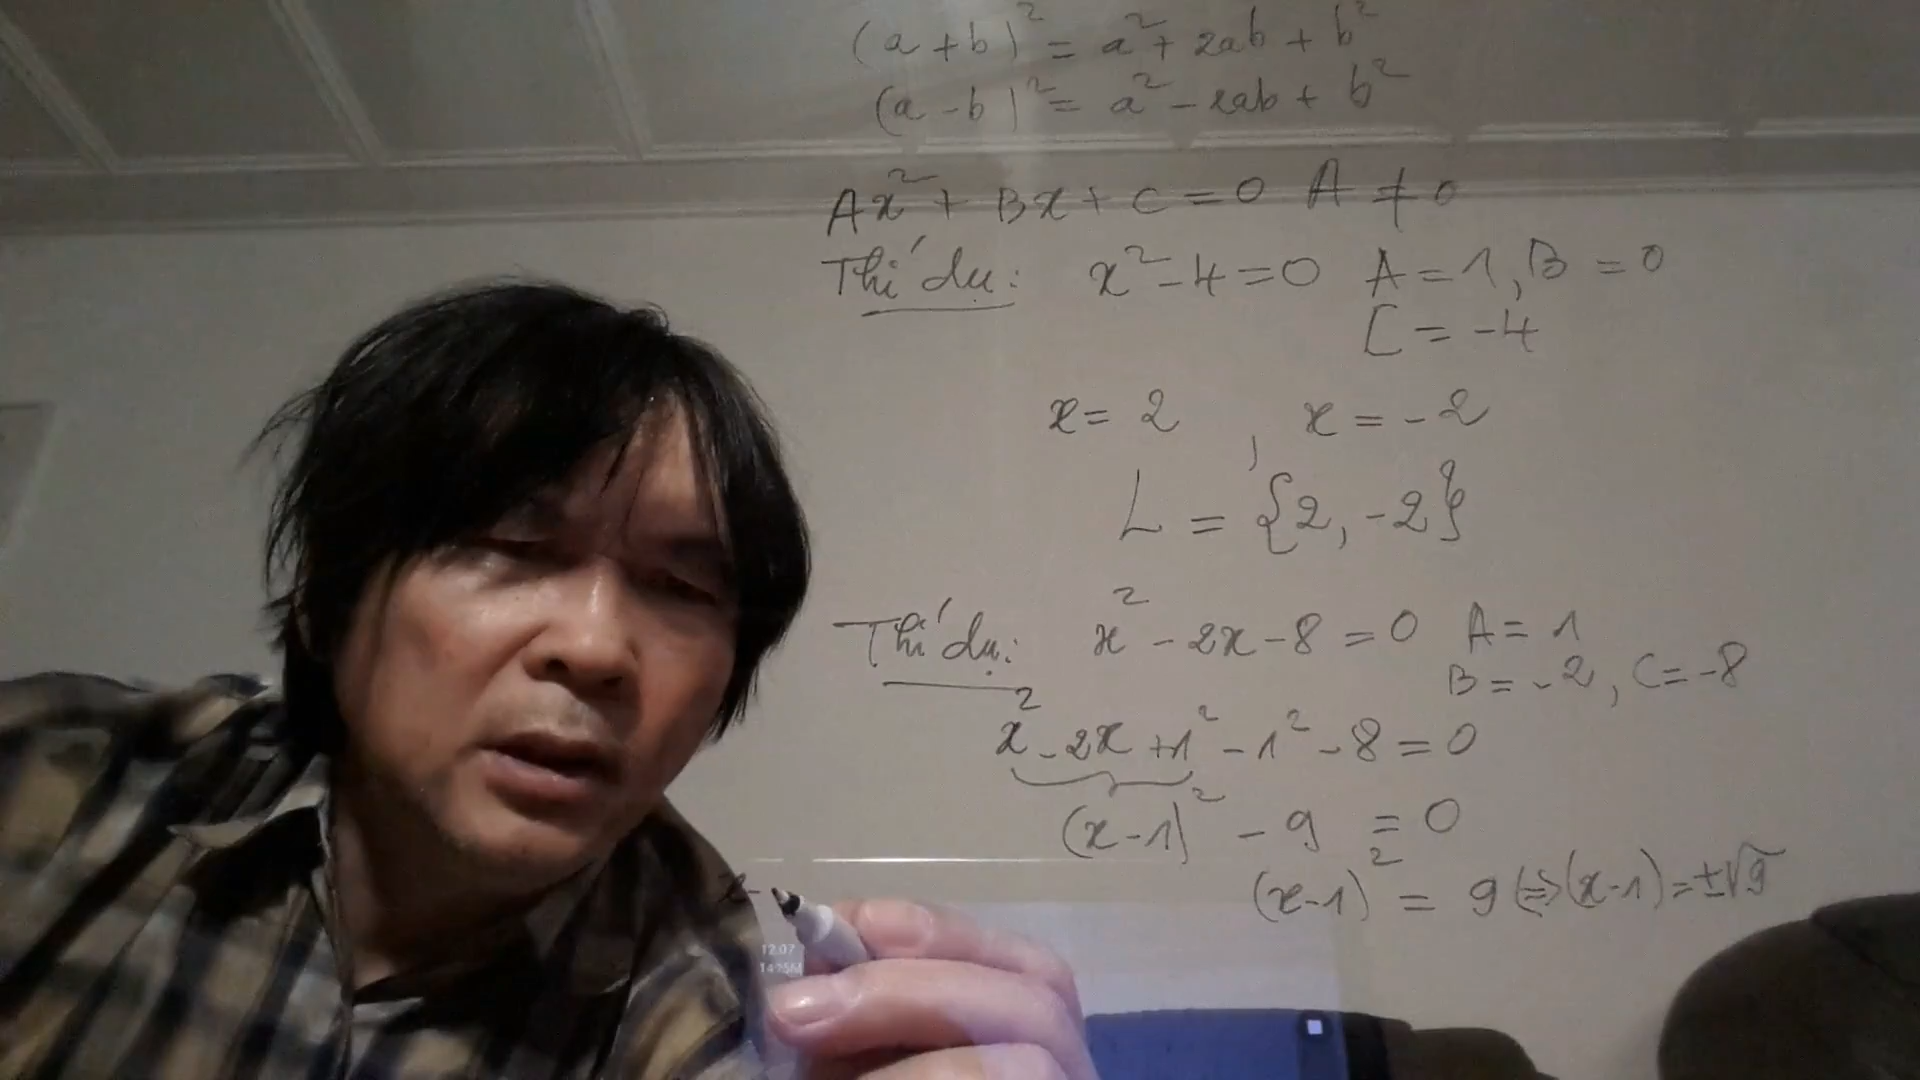 (a + b)² = a² + 2ab + b²
(a - b)² = a² - 2ab + b²
Ax² + Bx + C = 0 A ≠ 0
Thí dụ: x² - 4 = 0 A = 1, B = 0
C = -4
x = 2 , x = -2
L = {2, -2}
Thí dụ: x² - 2x - 8 = 0 A = 1
B = -2, C = -8
x² - 2x + 1² - 1² - 8 = 0
(x - 1)² - 9 = 0
(x - 1)² = 9 ⇔ (x - 1) = ±√9
x -
12:07